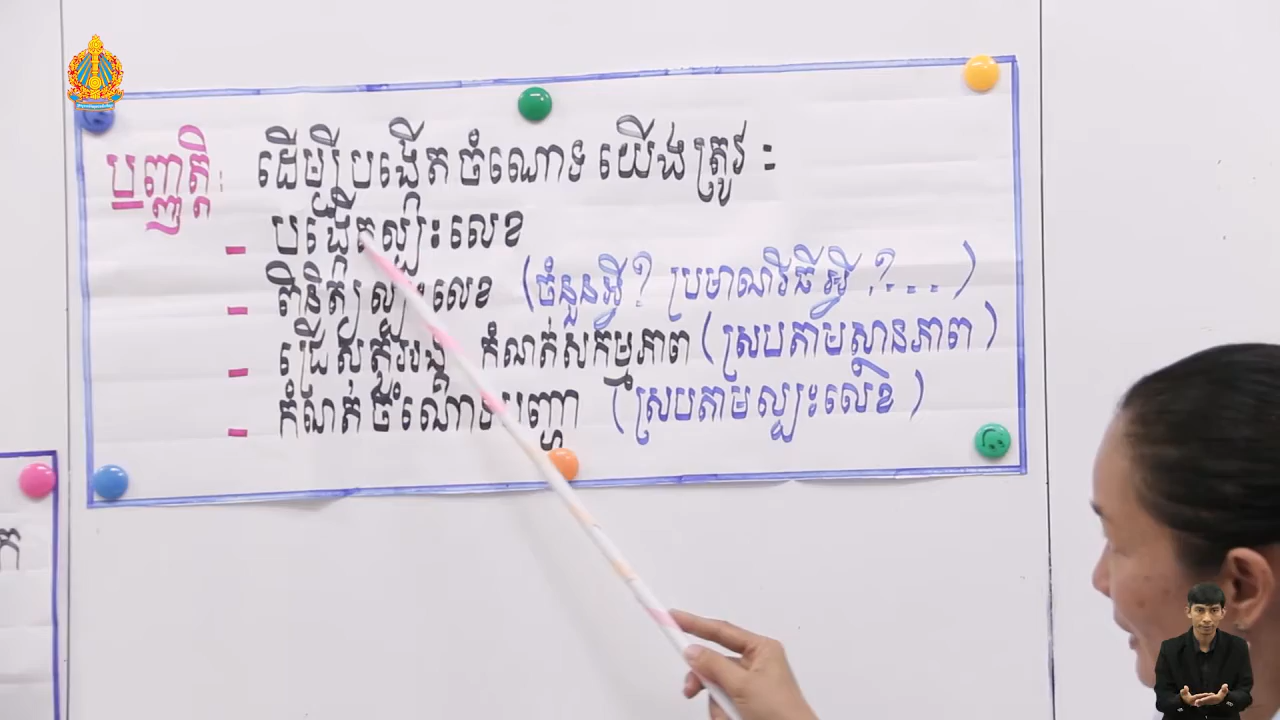 បញ្ញត្តិ: ដើម្បីបង្កើតចំណោទ យើងត្រូវ ៖
- បង្កើតល្បះលេខ
- ពិនិត្យល្បះលេខ (ចំនួនអ្វី? ប្រមាណវិធីអ្វី?....)
- ជ្រើសតួអង្គ កំណត់សកម្មភាព (ស្របតាមស្ថានភាព)
- កំណត់ចំណោទបញ្ហា (ស្របតាមល្បះលេខ)
ក